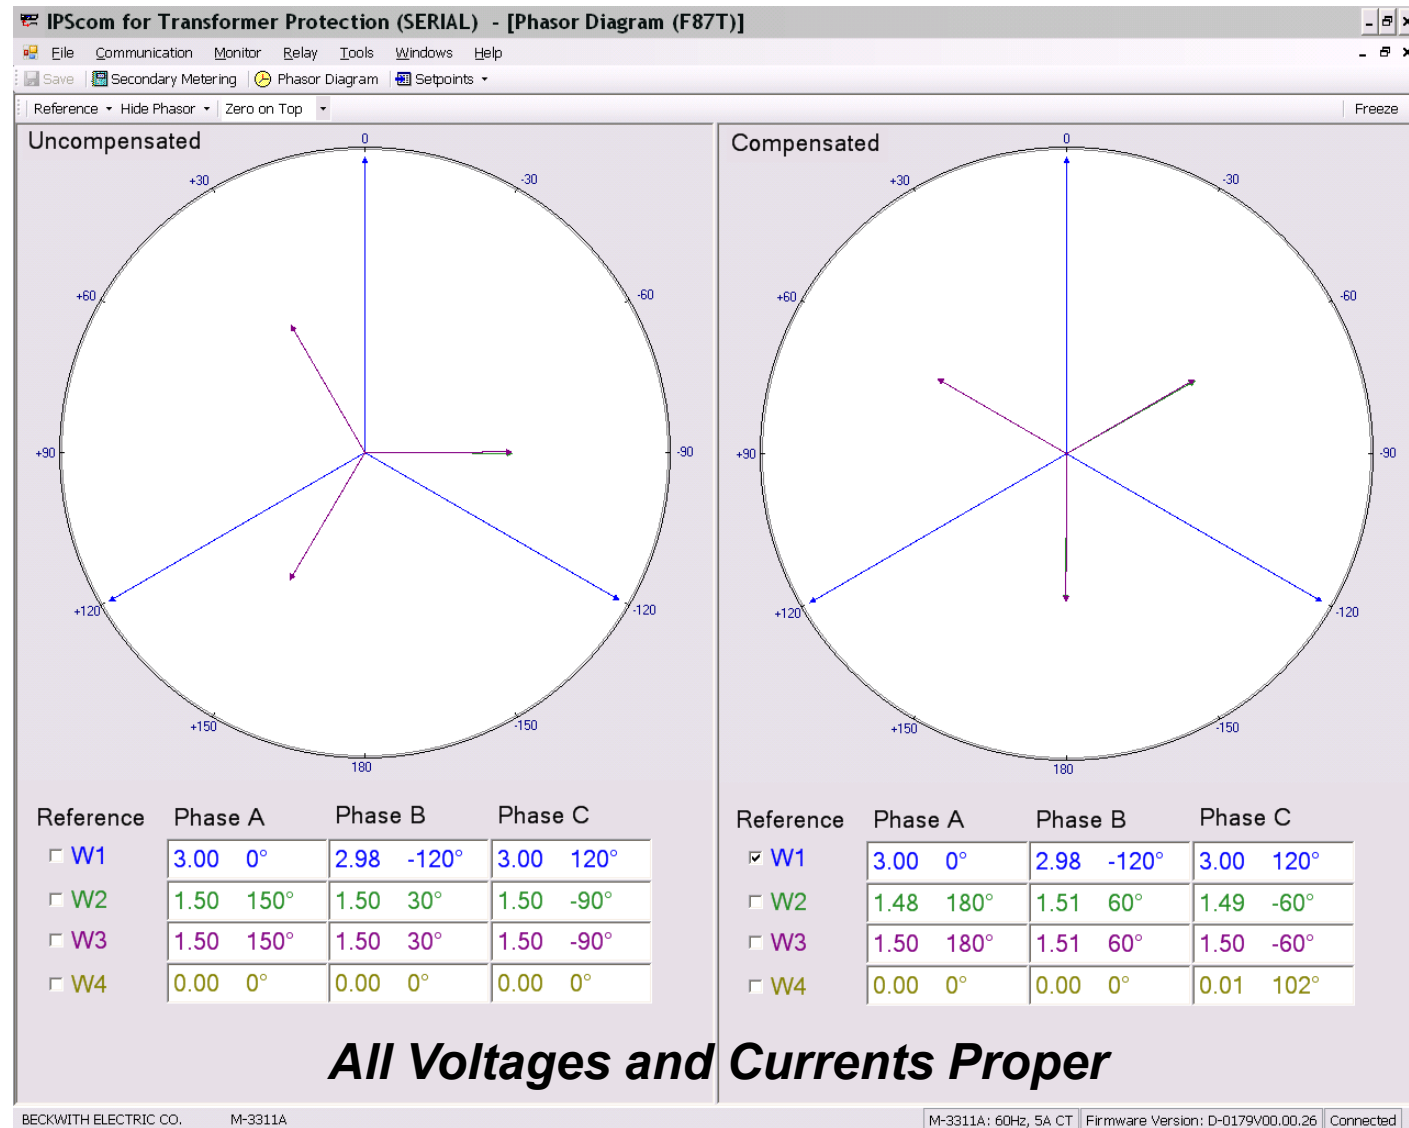 IPScom for Transformer Protection (SERIAL) - [Phasor Diagram (F87T)]
File Communication Monitor Relay Tools Windows Help
Save Secondary Metering Phasor Diagram Setpoints
Reference Hide Phasor Zero on Top Freeze
Uncompensated
0
+30 -30
+60 -60
+90 -90
+120 -120
+150 -150
180
Reference Phase A Phase B Phase C
W1 3.00 0° 2.98 -120° 3.00 120°
W2 1.50 150° 1.50 30° 1.50 -90°
W3 1.50 150° 1.50 30° 1.50 -90°
W4 0.00 0° 0.00 0° 0.00 0°
Compensated
0
+30 -30
+60 -60
+90 -90
+120 -120
+150 -150
180
Reference Phase A Phase B Phase C
W1 3.00 0° 2.98 -120° 3.00 120°
W2 1.48 180° 1.51 60° 1.49 -60°
W3 1.50 180° 1.51 60° 1.50 -60°
W4 0.00 0° 0.00 0° 0.01 102°
All Voltages and Currents Proper
BECKWITH ELECTRIC CO. M-3311A M-3311A: 60Hz, 5A CT Firmware Version: D-0179V00.00.26 Connected